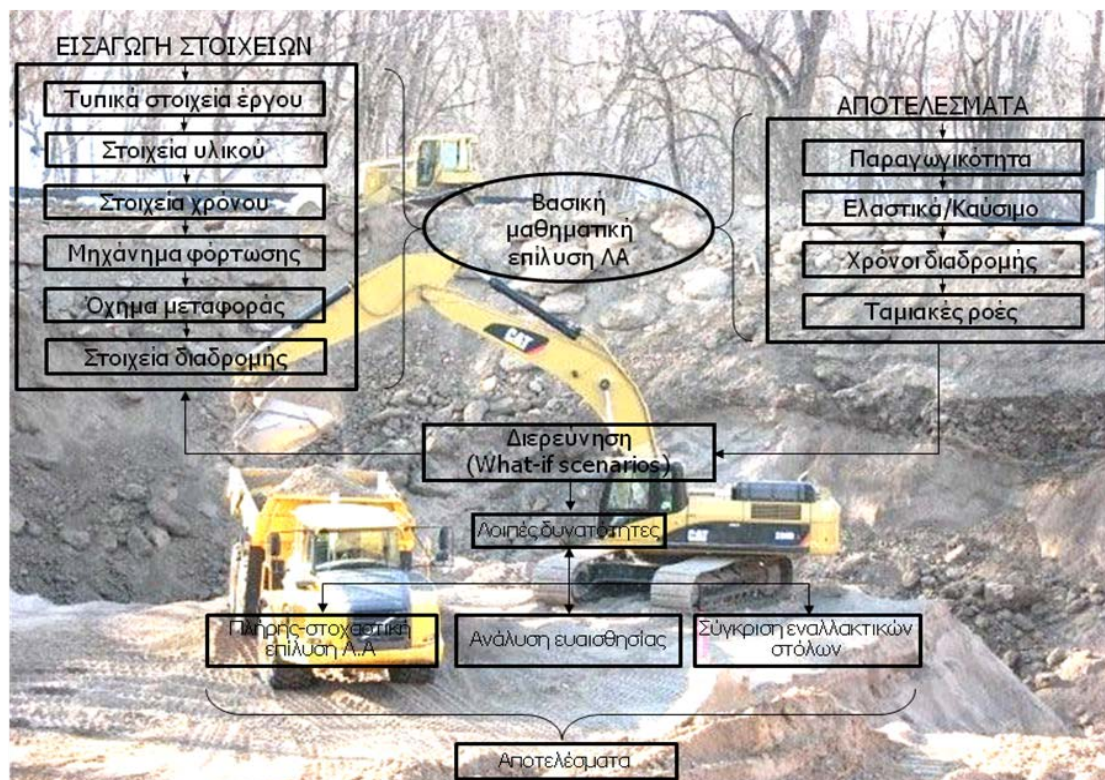 ΕΙΣΑΓΩΓΗ ΣΤΟΙΧΕΙΩΝ
Τυπικά στοιχεία έργου
Στοιχεία υλικού
Στοιχεία χρόνου
Μηχάνημα φόρτωσης
Όχημα μεταφοράς
Στοιχεία διαδρομής
Βασική
μαθηματική
επίλυση ΛΑ
ΑΠΟΤΕΛΕΣΜΑΤΑ
Παραγωγικότητα
Ελαστικά/Καύσιμο
Χρόνοι διαδρομής
Ταμιακές ροές
CAT
Διερεύνηση
(What-if scenarios)
Λοιπές δυνατότητες
CAT
Πλήρης-στοχαστική
επίλυση Λ.Α
Ανάλυση ευαισθησίας
Σύγκριση εναλλακτικών
στόλων
Αποτελέσματα